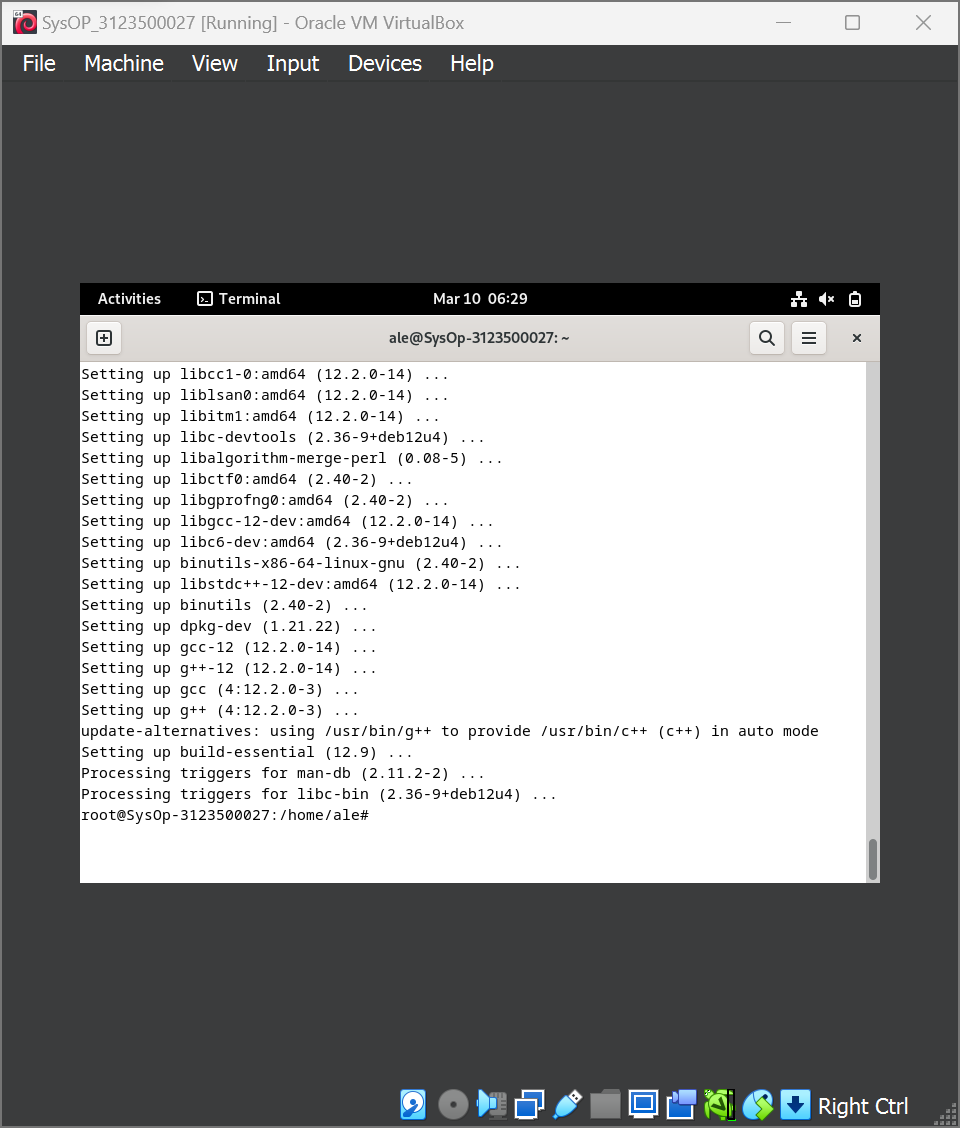 SysOP_3123500027 [Running] - Oracle VM VirtualBox
File Machine View Input Devices Help
Activities Terminal Mar 10 06:29
ale@SysOp-3123500027: ~
Setting up libcc1-0:amd64 (12.2.0-14) ...
Setting up liblsan0:amd64 (12.2.0-14) ...
Setting up libitm1:amd64 (12.2.0-14) ...
Setting up libc-devtools (2.36-9+deb12u4) ...
Setting up libalgorithm-merge-perl (0.08-5) ...
Setting up libctf0:amd64 (2.40-2) ...
Setting up libgprofng0:amd64 (2.40-2) ...
Setting up libgcc-12-dev:amd64 (12.2.0-14) ...
Setting up libc6-dev:amd64 (2.36-9+deb12u4) ...
Setting up binutils-x86-64-linux-gnu (2.40-2) ...
Setting up libstdc++-12-dev:amd64 (12.2.0-14) ...
Setting up binutils (2.40-2) ...
Setting up dpkg-dev (1.21.22) ...
Setting up gcc-12 (12.2.0-14) ...
Setting up g++-12 (12.2.0-14) ...
Setting up gcc (4:12.2.0-3) ...
Setting up g++ (4:12.2.0-3) ...
update-alternatives: using /usr/bin/g++ to provide /usr/bin/c++ (c++) in auto mode
Setting up build-essential (12.9) ...
Processing triggers for man-db (2.11.2-2) ...
Processing triggers for libc-bin (2.36-9+deb12u4) ...
root@SysOp-3123500027:/home/ale#
Right Ctrl